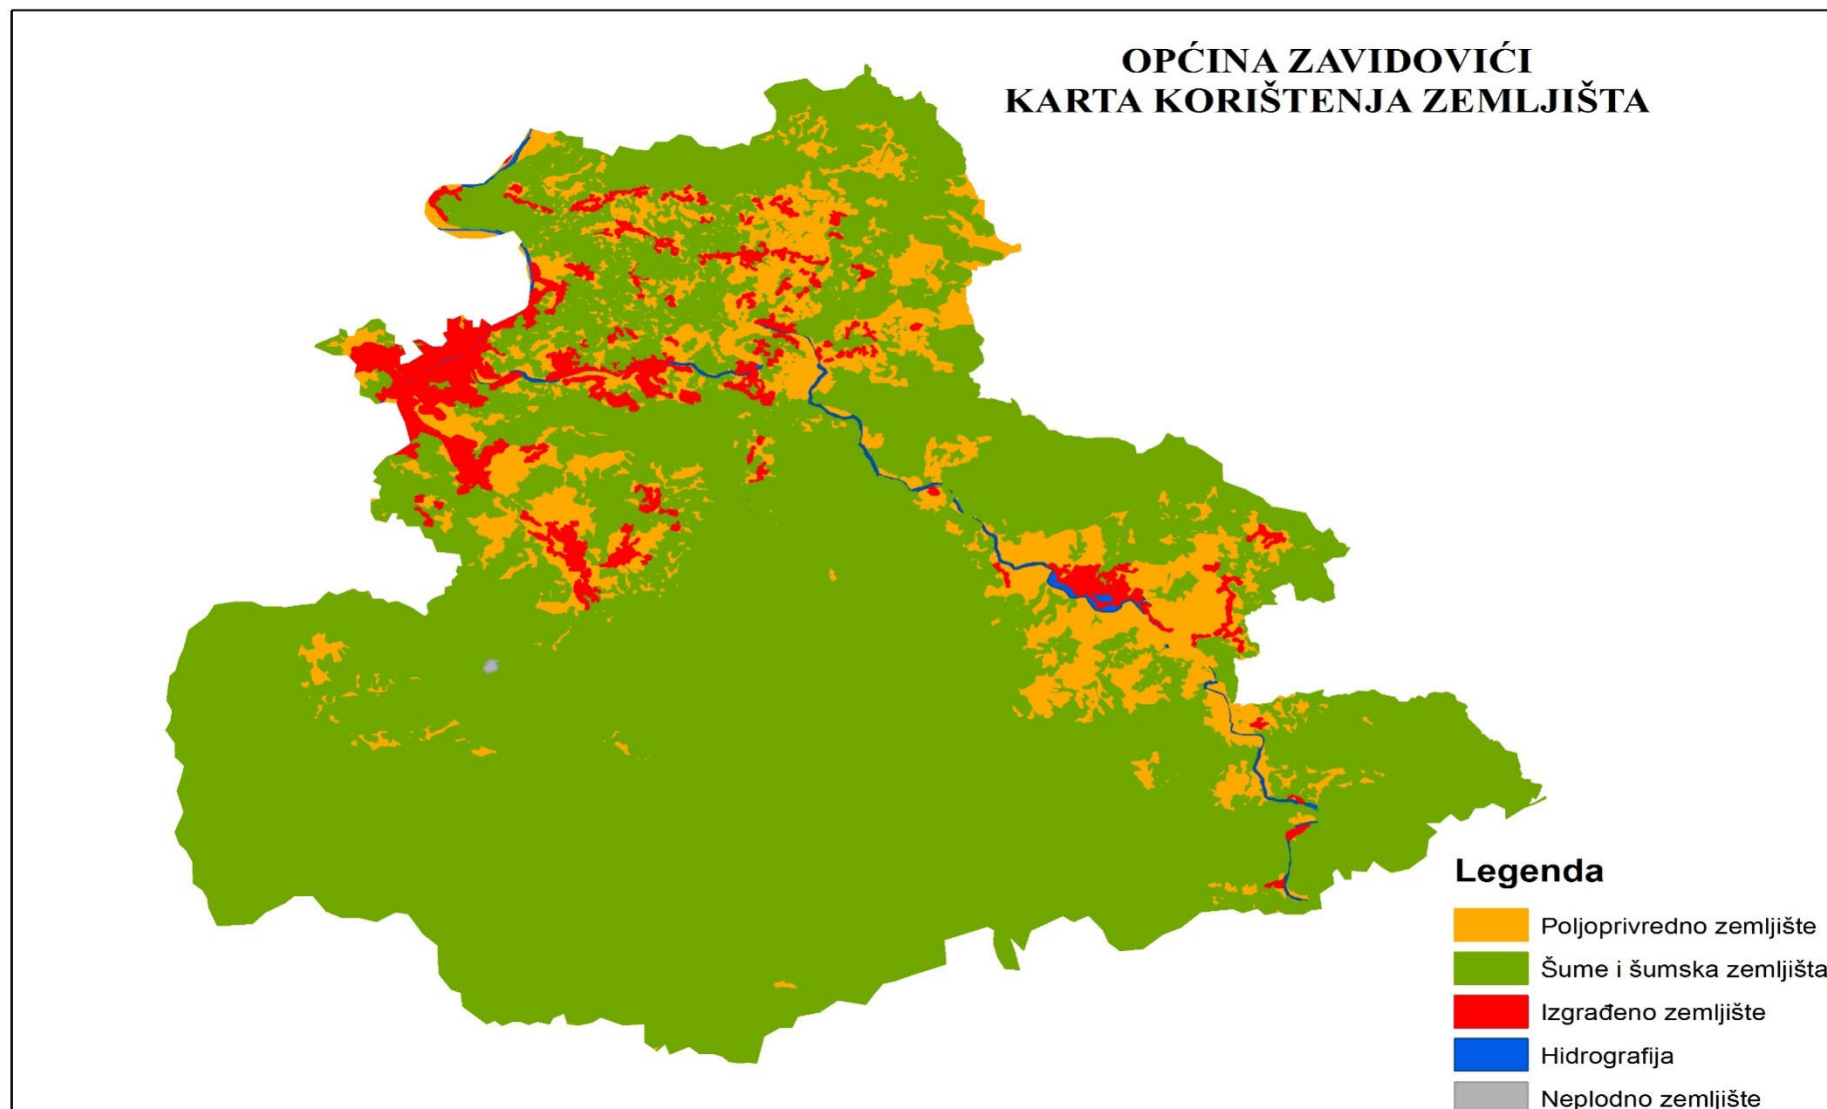 OPĆINA ZAVIDOVIĆI
KARTA KORIŠTENJA ZEMLJIŠTA
Legenda
Poljoprivredno zemljište
Šume i šumska zemljišta
Izgrađeno zemljište
Hidrografija
Neplodno zemljište